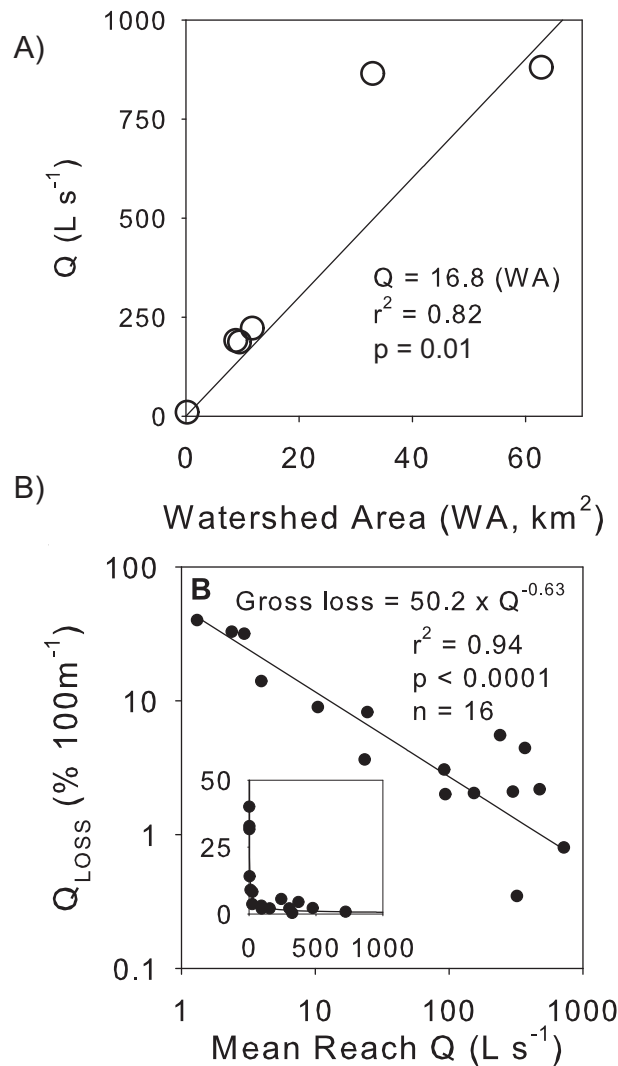 A)
1000
750
500
250
0
Q (L s⁻¹)
Q = 16.8 (WA)
r² = 0.82
p = 0.01
0 20 40 60
Watershed Area (WA, km²)
B)
100
10
1
0.1
Q_LOSS (% 100m⁻¹)
B
Gross loss = 50.2 x Q⁻⁰·⁶³
r² = 0.94
p < 0.0001
n = 16
50
25
0
0 500 1000
1 10 100 1000
Mean Reach Q (L s⁻¹)